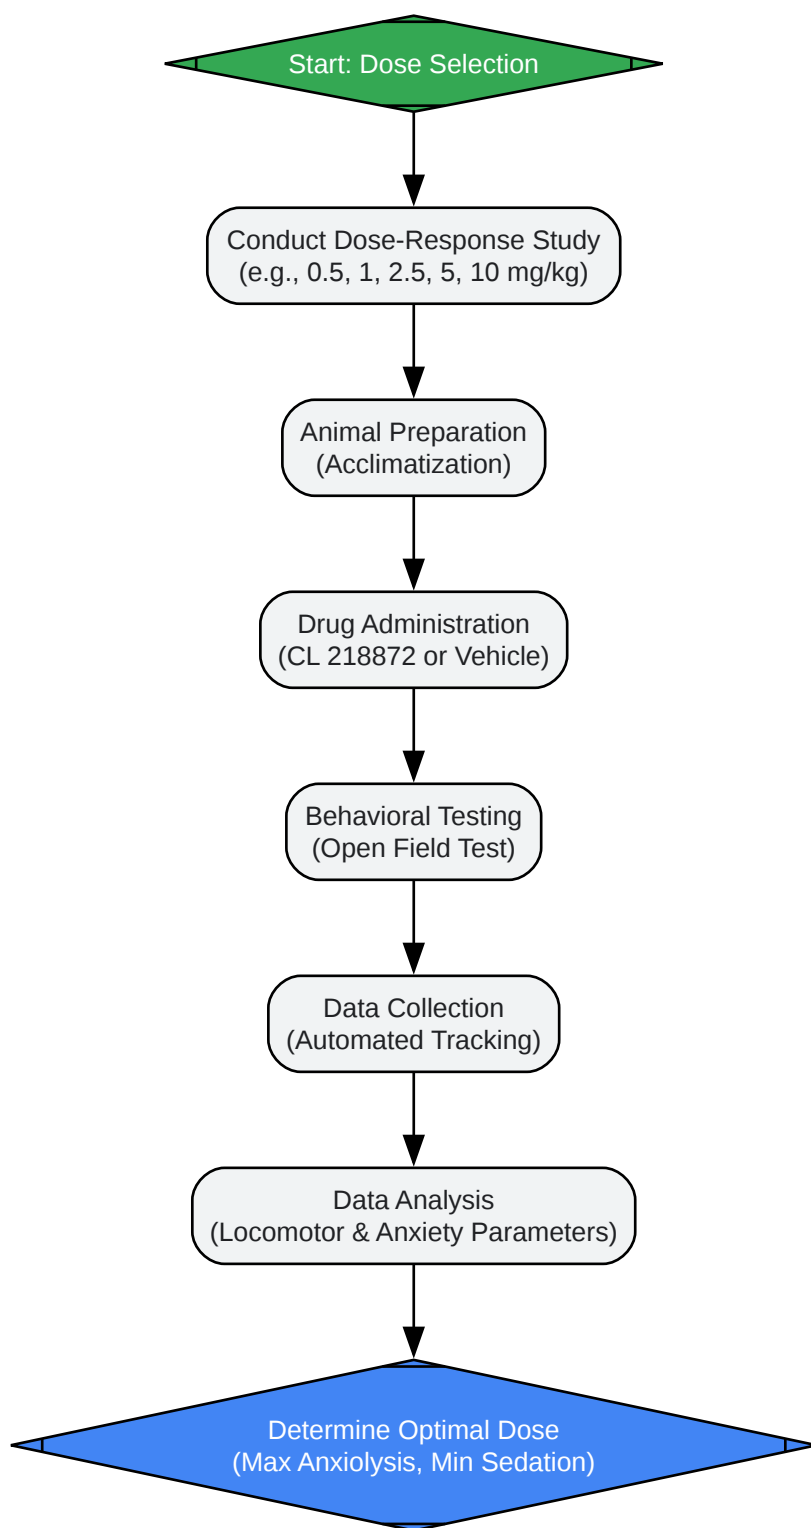 Start: Dose Selection
Conduct Dose-Response Study
(e.g., 0.5, 1, 2.5, 5, 10 mg/kg)
Animal Preparation
(Acclimatization)
Drug Administration
(CL 218872 or Vehicle)
Behavioral Testing
(Open Field Test)
Data Collection
(Automated Tracking)
Data Analysis
(Locomotor & Anxiety Parameters)
Determine Optimal Dose
(Max Anxiolysis, Min Sedation)